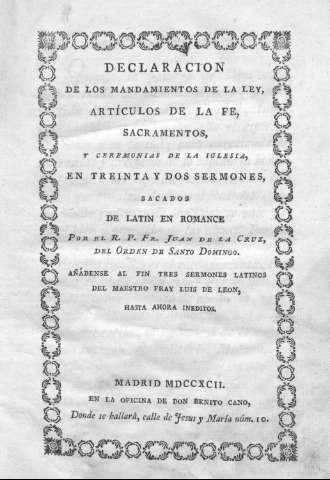 DECLARACION
DE LOS MANDAMIENTOS DE LA LEY,
ARTÍCULOS DE LA FE,
SACRAMENTOS,
Y CEREMONIAS DE LA IGLESIA,
EN TREINTA Y DOS SERMONES,
SACADOS
DE LATIN EN ROMANCE
POR EL R. P. FR. JUAN DE LA CRUZ,
DEL ORDEN DE SANTO DOMINGO.
AÑÁDENSE AL FIN TRES SERMONES LATINOS
DEL MAESTRO FRAY LUIS DE LEON,
HASTA AHORA INEDITOS.
MADRID MDCCXCII.
EN LA OFICINA DE DON BENITO CANO,
Donde se hallará, calle de Jesus y María núm. 10.